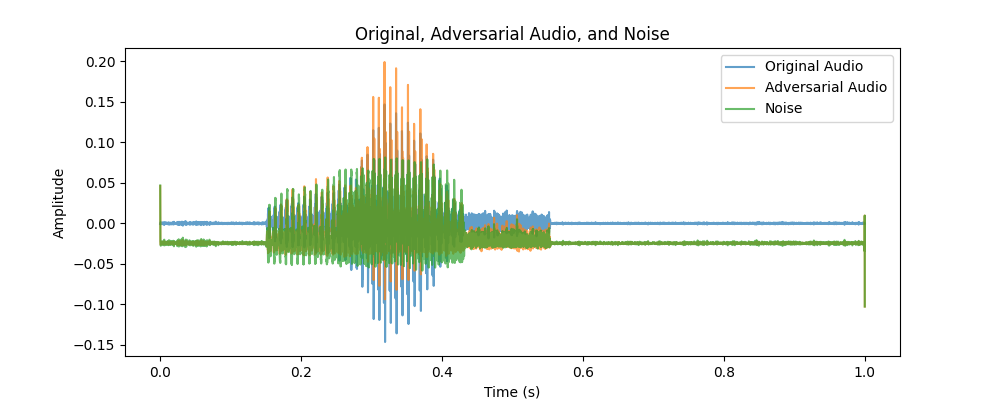 Original, Adversarial Audio, and Noise
Original Audio
Adversarial Audio
Noise
Amplitude
0.20
0.15
0.10
0.05
0.00
−0.05
−0.10
−0.15
0.0 0.2 0.4 0.6 0.8 1.0
Time (s)